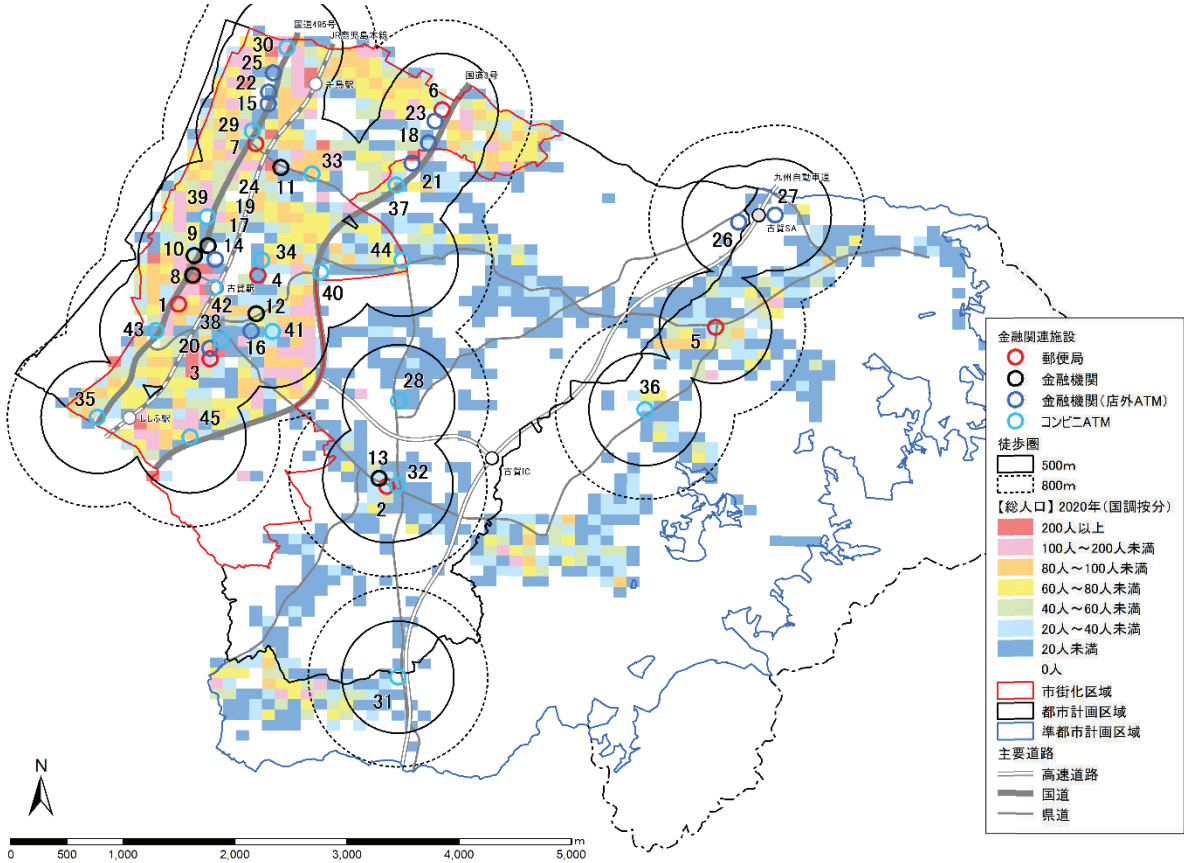 国道495号
JR鹿児島本線
30
千鳥駅
25
国道3号
22
6
15
23
29
18
7
33
11
21
24
九州自動車道
37
27
39
19
古賀SA
26
17
9
14
10
34
44
8
4
40
42
古賀駅
1
12
43
38
41
5
20
16
3
28
36
35
ししぶ駅
45
13
32
古賀IC
2
31
金融関連施設
郵便局
金融機関
金融機関(店外ATM)
コンビニATM
徒歩圏
500m
800m
【総人口】2020年(国調按分)
200人以上
100人～200人未満
80人～100人未満
60人～80人未満
40人～60人未満
20人～40人未満
20人未満
0人
市街化区域
都市計画区域
準都市計画区域
主要道路
高速道路
国道
県道
N
0 500 1,000 2,000 3,000 4,000 5,000 m